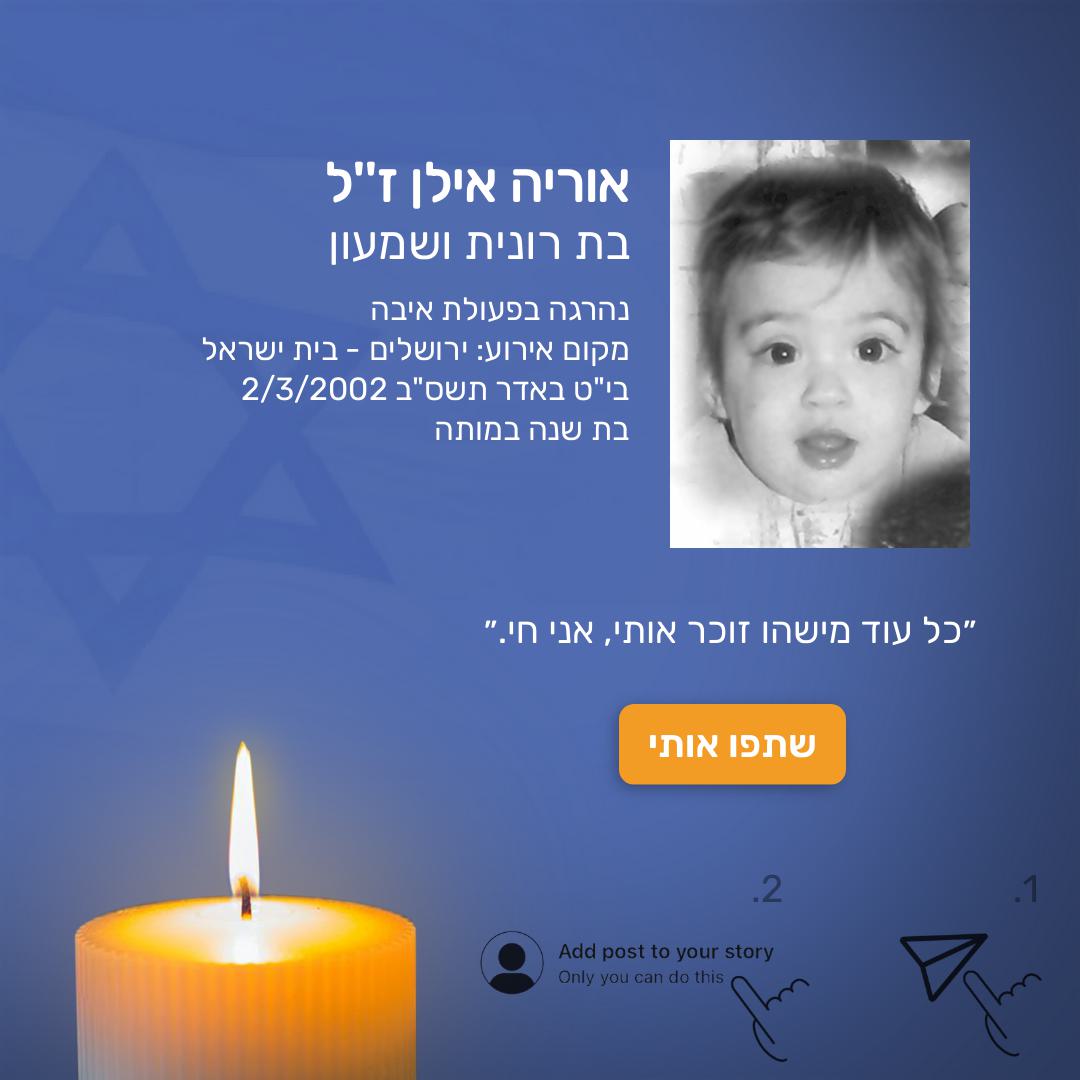 אוריה אילן ז"ל
בת רונית ושמעון
נהרגה בפעולת איבה
מקום אירוע: ירושלים - בית ישראל
בי"ט באדר תשס"ב 2/3/2002
בת שנה במותה
״כל עוד מישהו זוכר אותי, אני חי.״
שתפו אותי
.1
.2
Add post to your story
Only you can do this